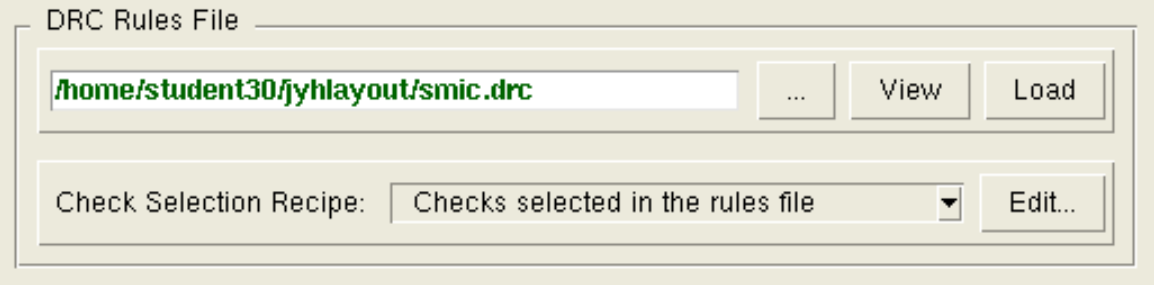 DRC Rules File
/home/student30/jyhlayout/smic.drc ... View Load
Check Selection Recipe: Checks selected in the rules file Edit...